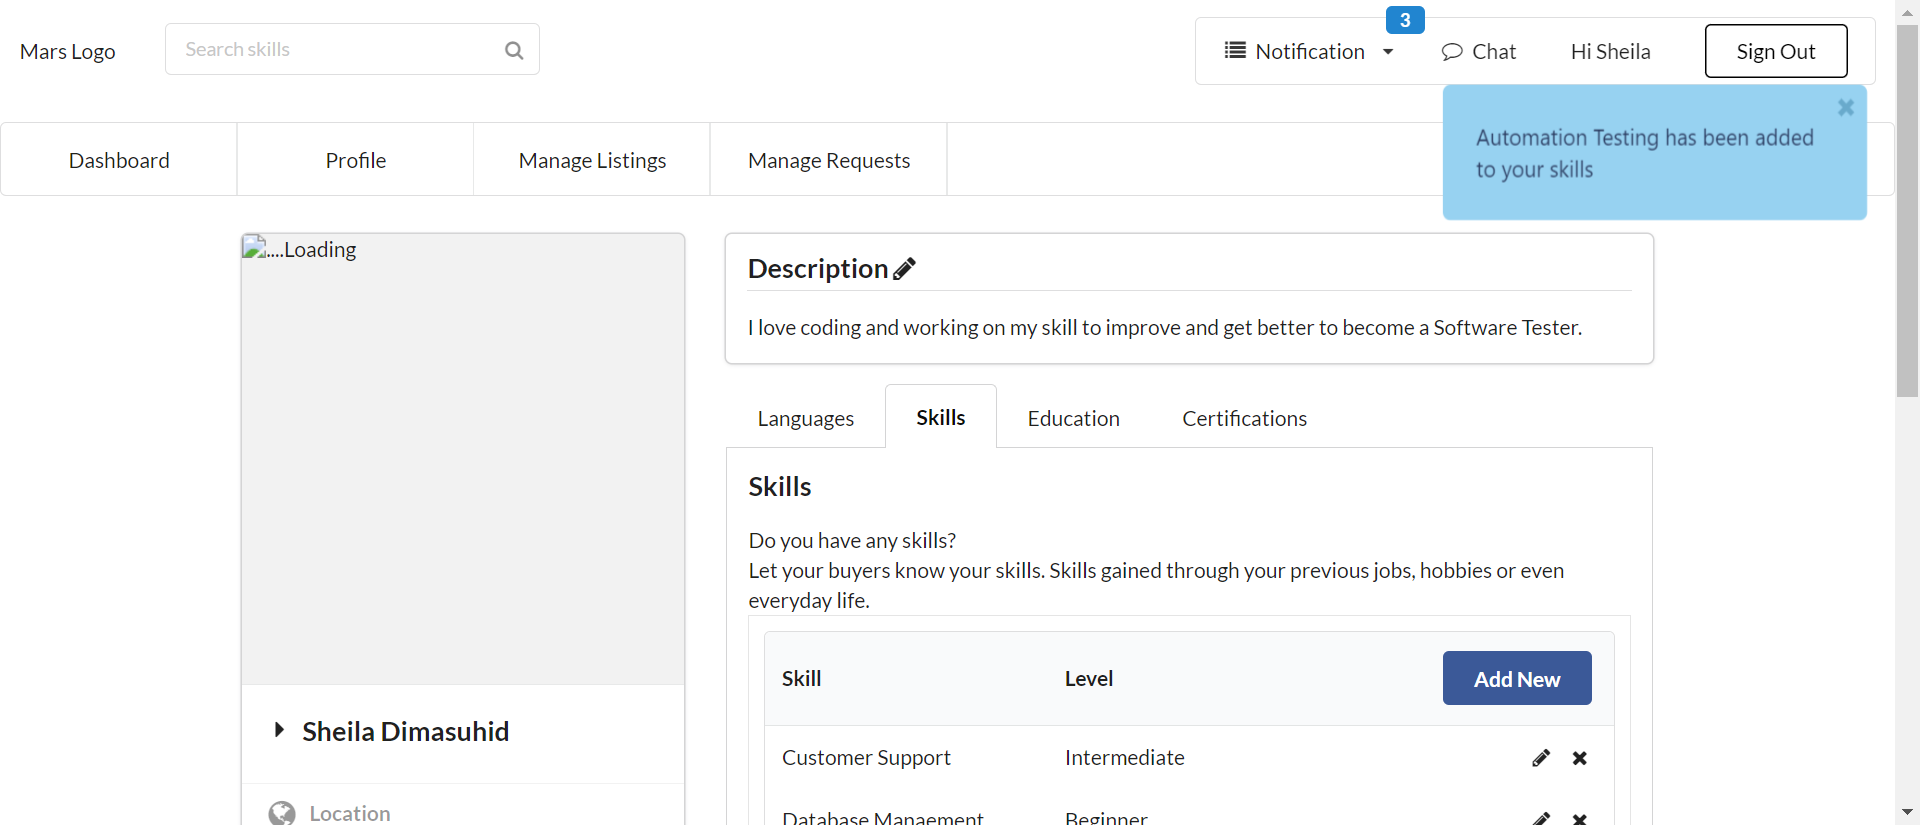 Mars Logo
Search skills
3
Notification
Chat
Hi Sheila
Sign Out
Automation Testing has been added
to your skills
Dashboard
Profile
Manage Listings
Manage Requests
....Loading
Description
I love coding and working on my skill to improve and get better to become a Software Tester.
Languages
Skills
Education
Certifications
Skills
Do you have any skills?
Let your buyers know your skills. Skills gained through your previous jobs, hobbies or even
everyday life.
Skill
Level
Add New
Customer Support
Intermediate
Database Manaement
Beginner
Sheila Dimasuhid
Location